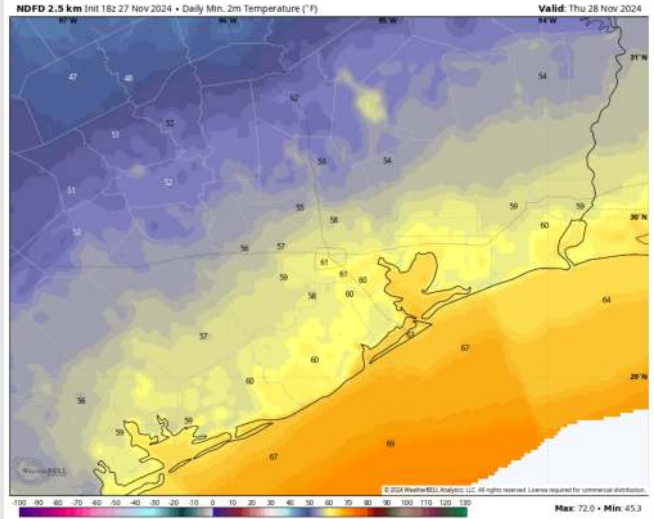 NDFD 2.5 km Init 18z 27 Nov 2024 • Daily Min. 2m Temperature (°F) Valid: Thu 28 Nov 2024
97°W 96°W 95°W 94°W
31°N
47 48 54
52
51 52
53 54
51 52
55 59 59
58 60 30°N
52
56 57
61
59 61 60
58 60 64
57 67
60
60 29°N
56
59 59
67 69
WeatherBELL
© 2024 WeatherBELL Analytics, LLC. All rights reserved. License required for commercial distribution.
-100 -90 -80 -70 -60 -50 -40 -30 -20 -10 0 10 20 30 40 50 60 70 80 90 100 110 120 130
Max: 72.0 • Min: 45.3